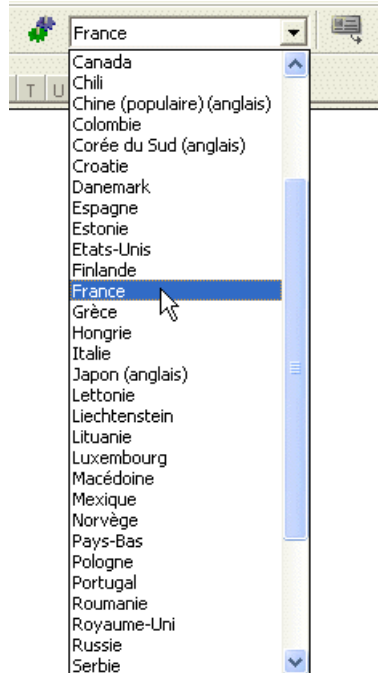 France
Canada
Chili
T U
Chine (populaire) (anglais)
Colombie
Corée du Sud (anglais)
Croatie
Danemark
Espagne
Estonie
Etats-Unis
Finlande
France
Grèce
Hongrie
Italie
Japon (anglais)
Lettonie
Liechtenstein
Lituanie
Luxembourg
Macédoine
Mexique
Norvège
Pays-Bas
Pologne
Portugal
Roumanie
Royaume-Uni
Russie
Serbie